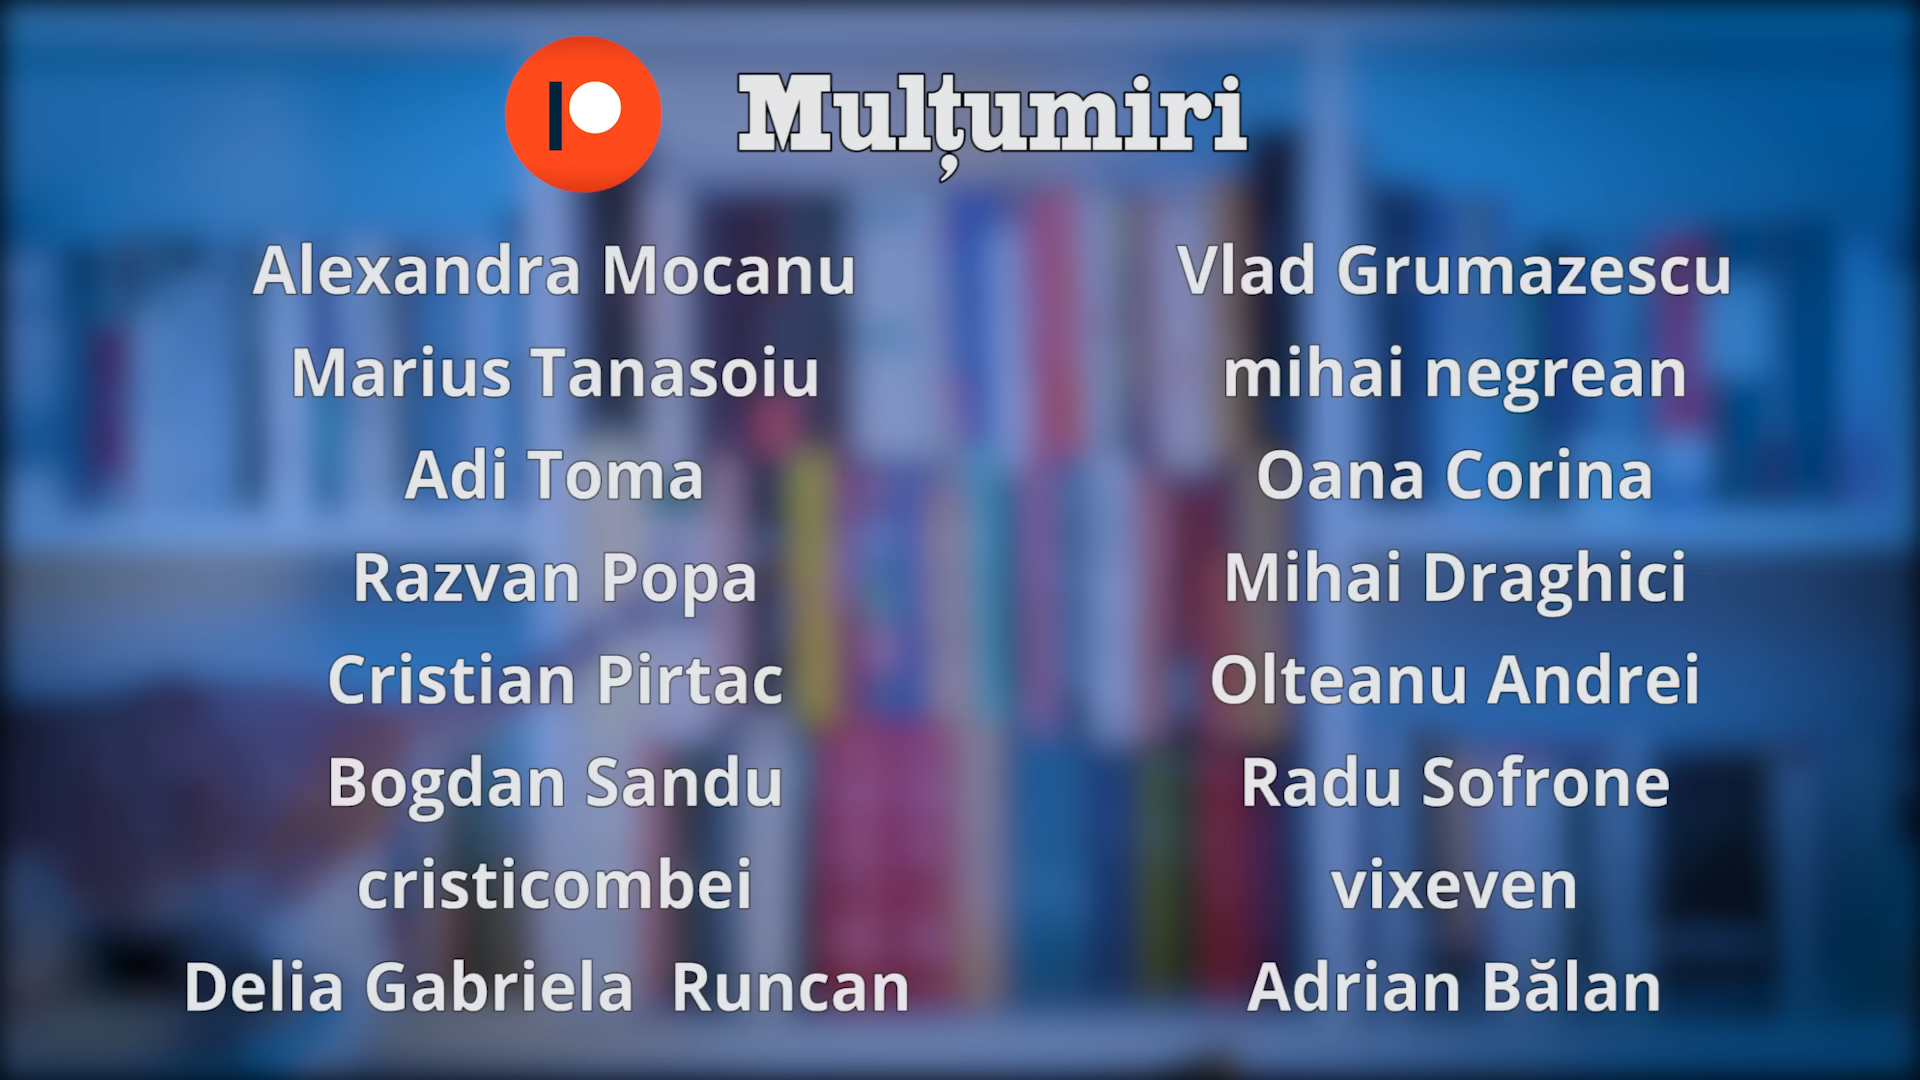 Mulțumiri
Alexandra Mocanu
Marius Tanasoiu
Adi Toma
Razvan Popa
Cristian Pirtac
Bogdan Sandu
cristicombei
Delia Gabriela  Runcan
Vlad Grumazescu
mihai negrean
Oana Corina
Mihai Draghici
Olteanu Andrei
Radu Sofrone
vixeven
Adrian Bălan